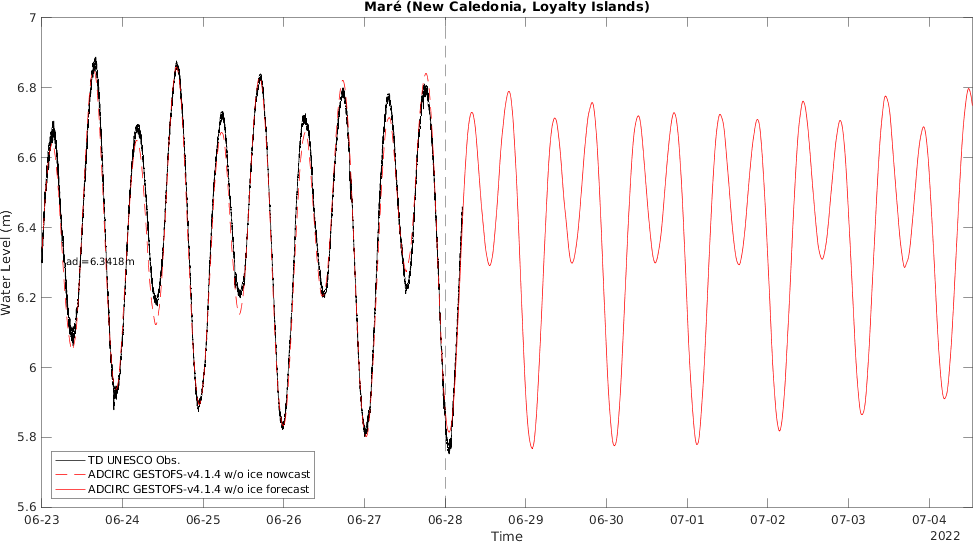 Maré (New Caledonia, Loyalty Islands)
7
6.8
6.6
6.4
6.2
6
5.8
5.6
Water Level (m)
adj=6.3418m
TD UNESCO Obs.
ADCIRC GESTOFS-v4.1.4 w/o ice nowcast
ADCIRC GESTOFS-v4.1.4 w/o ice forecast
06-23 06-24 06-25 06-26 06-27 06-28 06-29 06-30 07-01 07-02 07-03 07-04
Time
2022